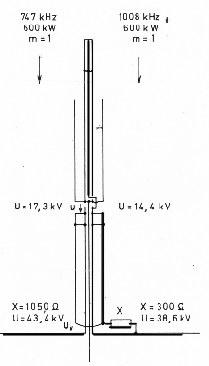 747 kHz
600 kW
m = 1
1008 kHz
600 kW
m = 1
U = 17,3 kV
u
U = 14,4 kV
X = 1050 Ω
U = 43,4 kV
Uv
X
X = 300 Ω
U = 38,6 kV